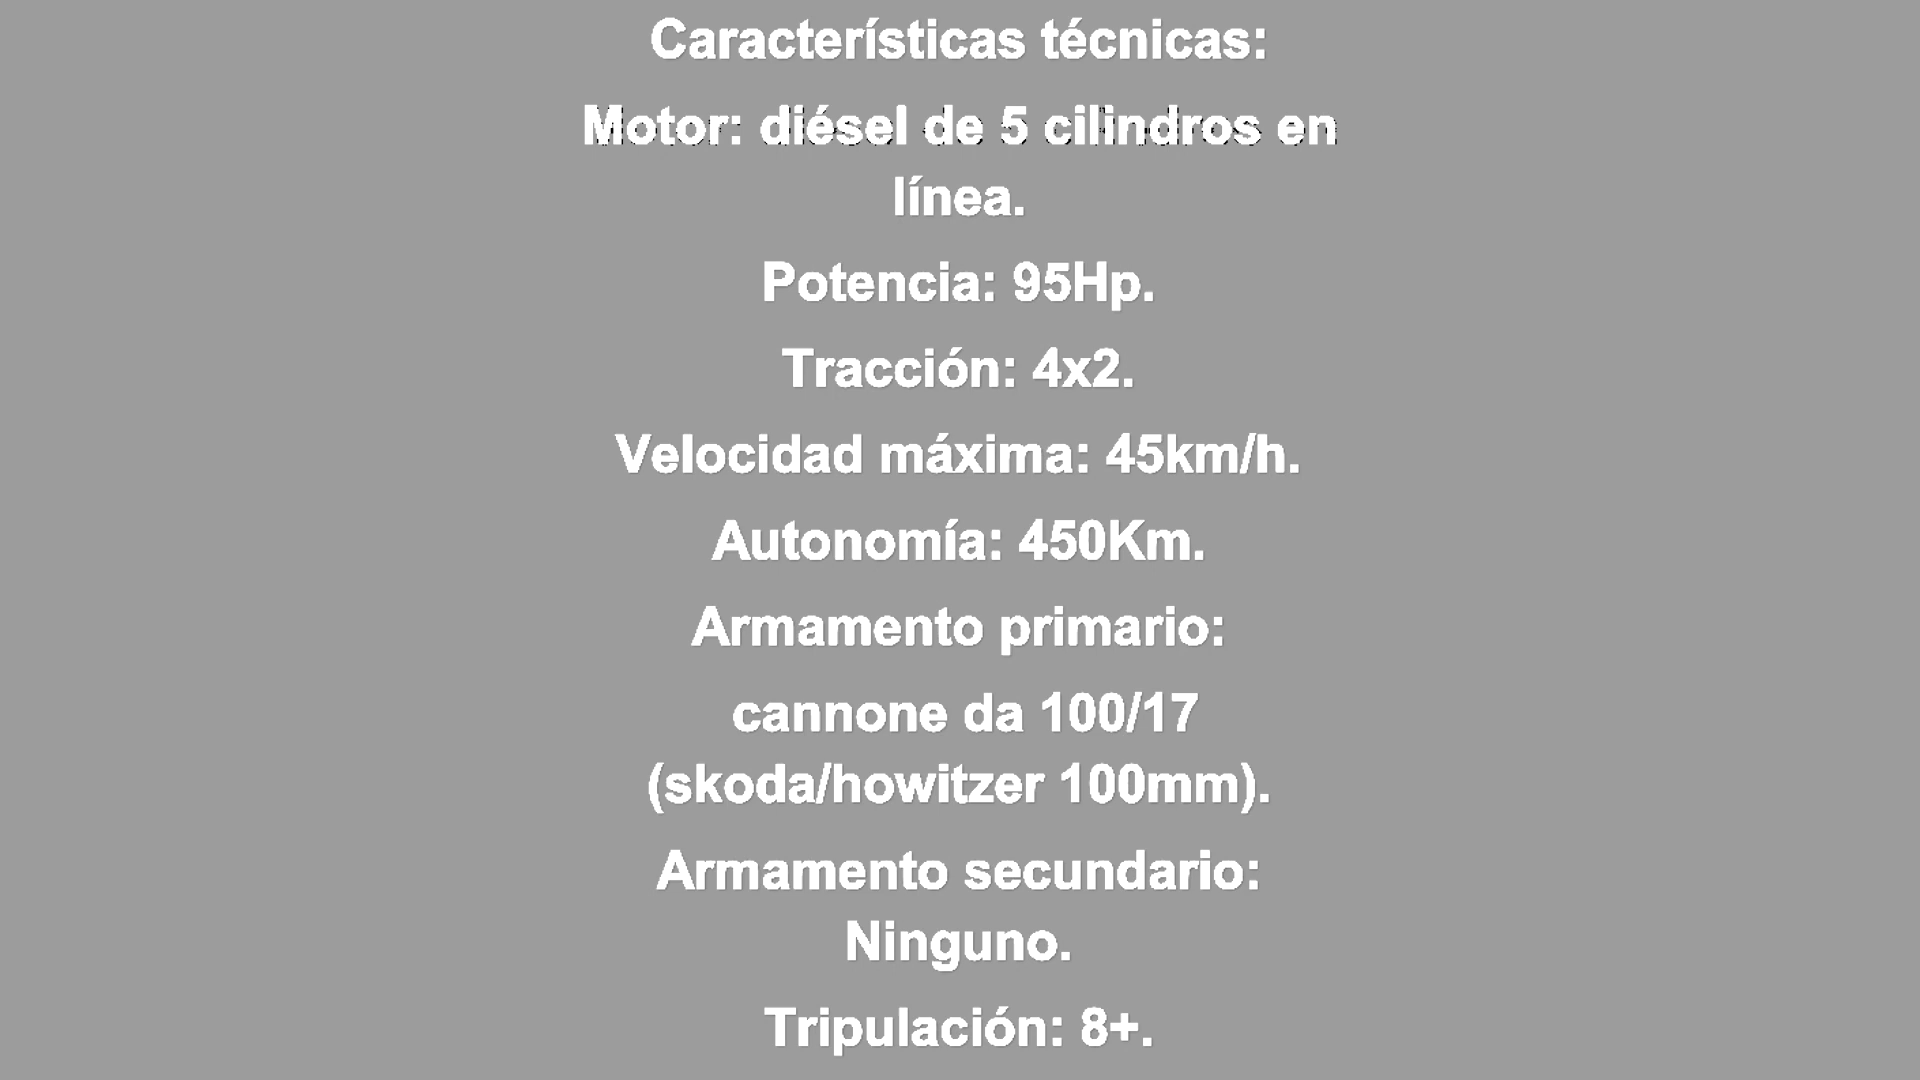 Características técnicas:
Motor: diésel de 5 cilindros en
línea.
Potencia: 95Hp.
Tracción: 4x2.
Velocidad máxima: 45km/h.
Autonomía: 450Km.
Armamento primario:
cannone da 100/17
(skoda/howitzer 100mm).
Armamento secundario:
Ninguno.
Tripulación: 8+.